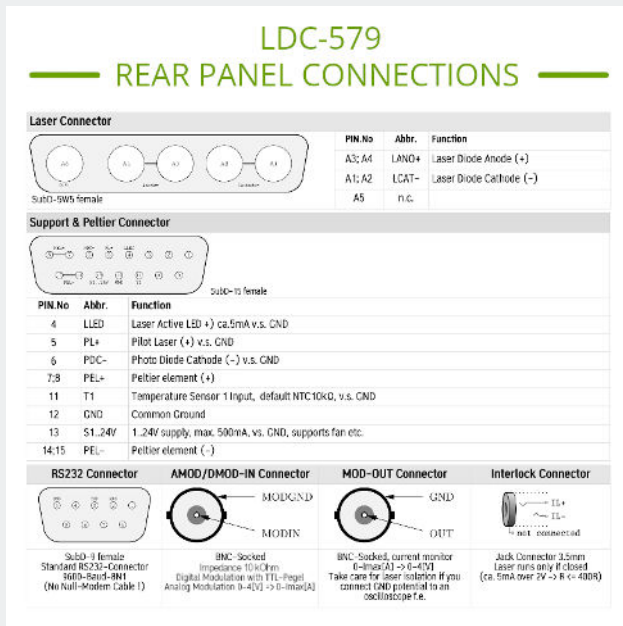 LDC-579
REAR PANEL CONNECTIONS
Laser Connector
PIN.No Abbr. Function
A3; A4 LANO+ Laser Diode Anode (+)
A1; A2 LCAT- Laser Diode Cathode (-)
A5 n.c.
SubD-5W5 female
Support & Peltier Connector
SubD-15 female
PIN.No Abbr. Function
4 LLED Laser Active LED +) ca.5mA v.s. GND
5 PL+ Pilot Laser (+) v.s. GND
6 PDC- Photo Diode Cathode (-) v.s. GND
7;8 PEL+ Peltier element (+)
11 T1 Temperature Sensor 1 Input, default NTC10kΩ, v.s. GND
12 GND Common Ground
13 S1..24V 1..24V supply, max. 500mA, vs. GND, supports fan etc.
14;15 PEL- Peltier element (-)
RS232 Connector AMOD/DMOD-IN Connector MOD-OUT Connector Interlock Connector
MODGND
MODIN
GND
OUT
IL+
IL-
not connected
SubD-9 female
Standard RS232-Connector
9600-Baud-8N1
(No Null-Modem Cable !)
BNC-Socked
Impedance 10kOhm
Digital Modulation with TTL-Pegel
Analog Modulation 0-4[V] -> 0-Imax[A]
BNC-Socked, current monitor
0-Imax[A] -> 0-4[V]
Take care for laser isolation if you
connect GND potential to an
oscilloscope f.e.
Jack Connector 3.5mm
Laser runs only if closed
(ca. 5mA over 2V -> R <= 400R)